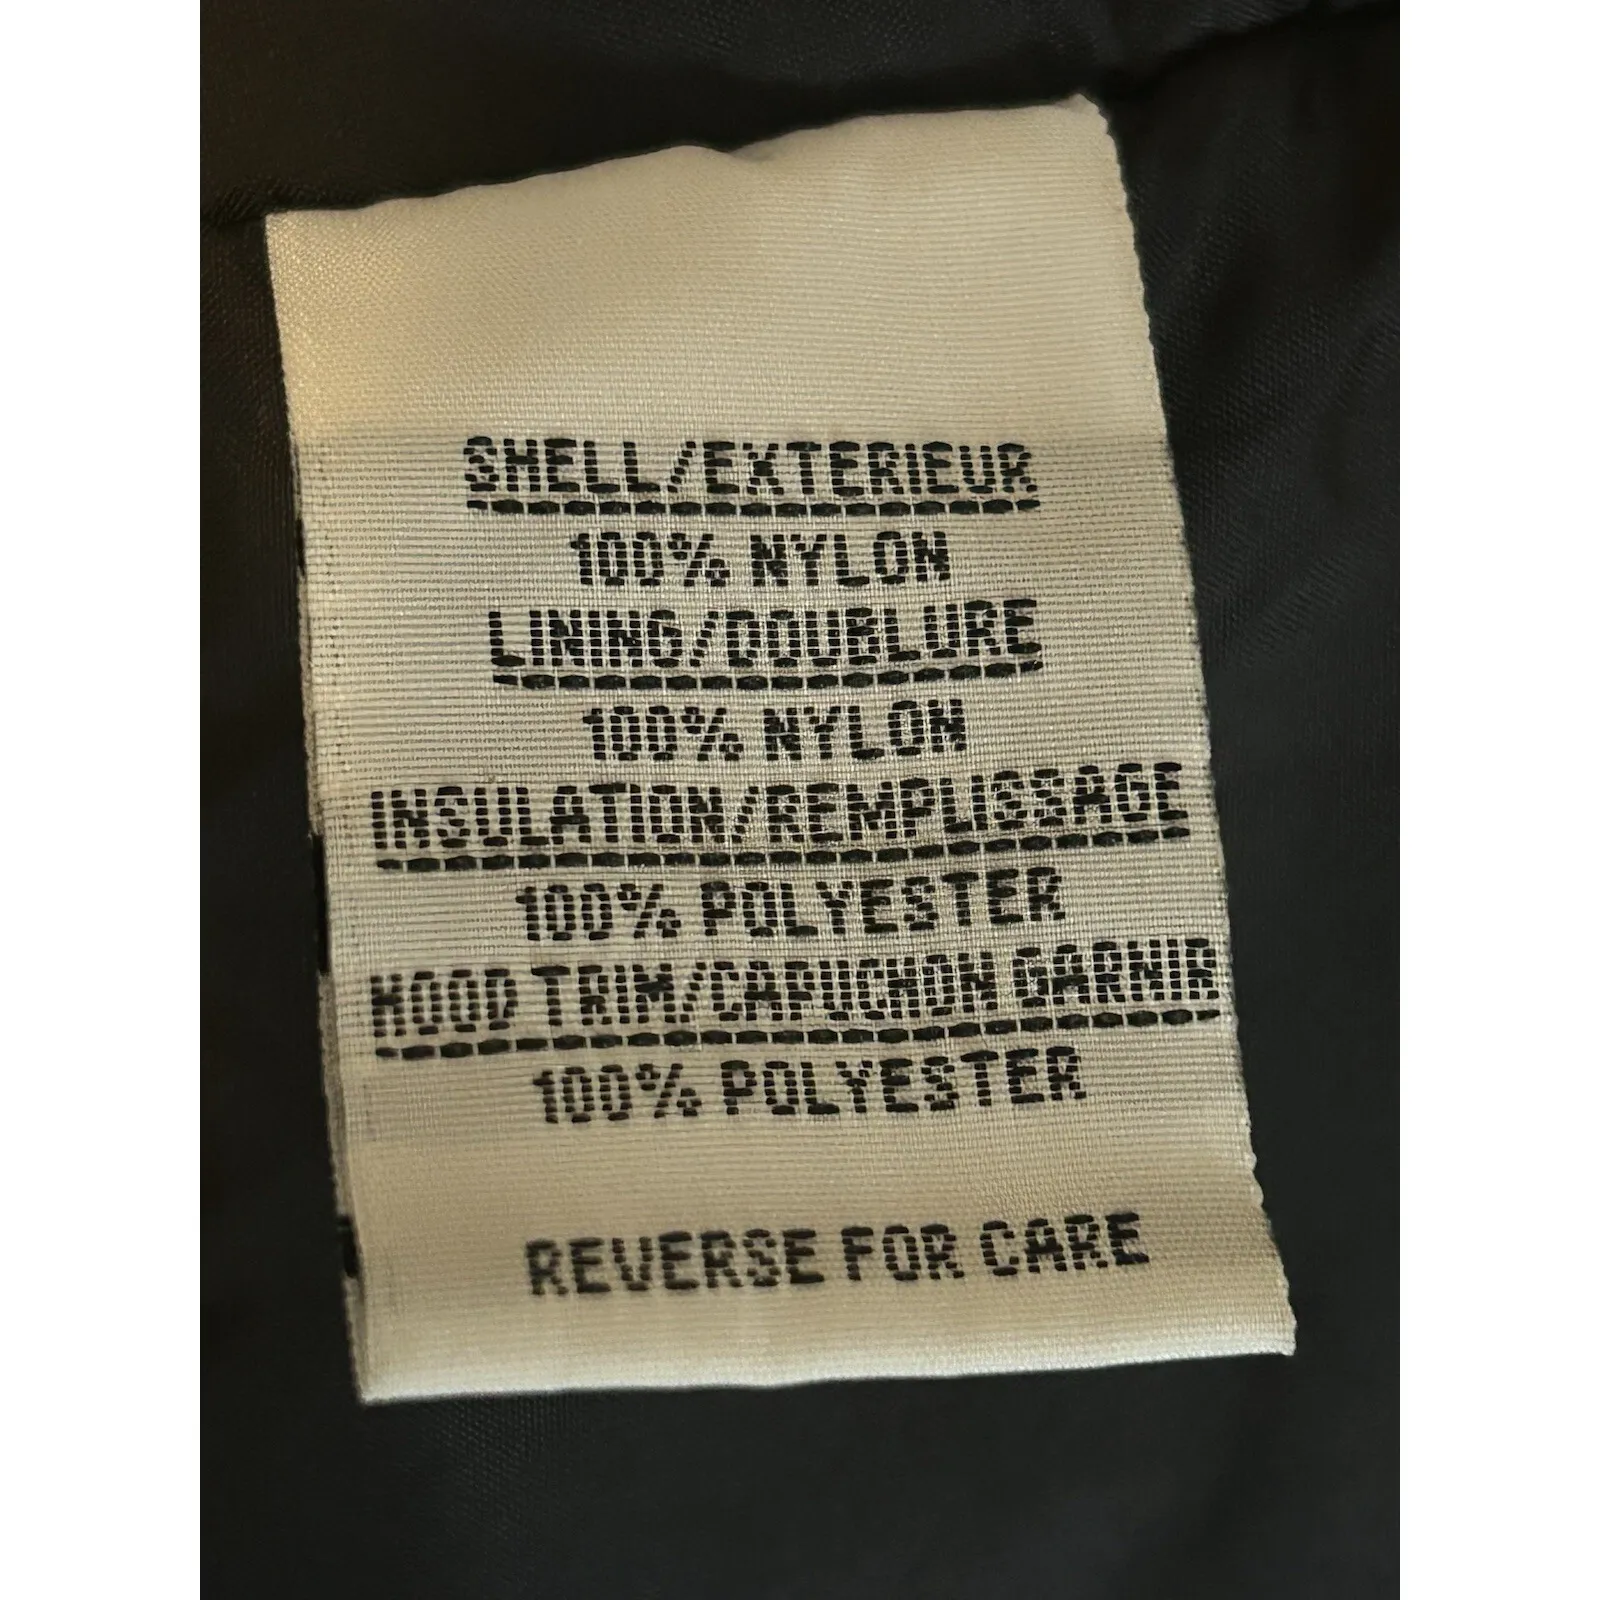 SHELL/EXTERIEUR
100% NYLON
LINING/DOUBLURE
100% NYLON
INSULATION/REMPLISSAGE
100% POLYESTER
HOOD TRIM/CAPUCHON GARNIR
100% POLYESTER
REVERSE FOR CARE